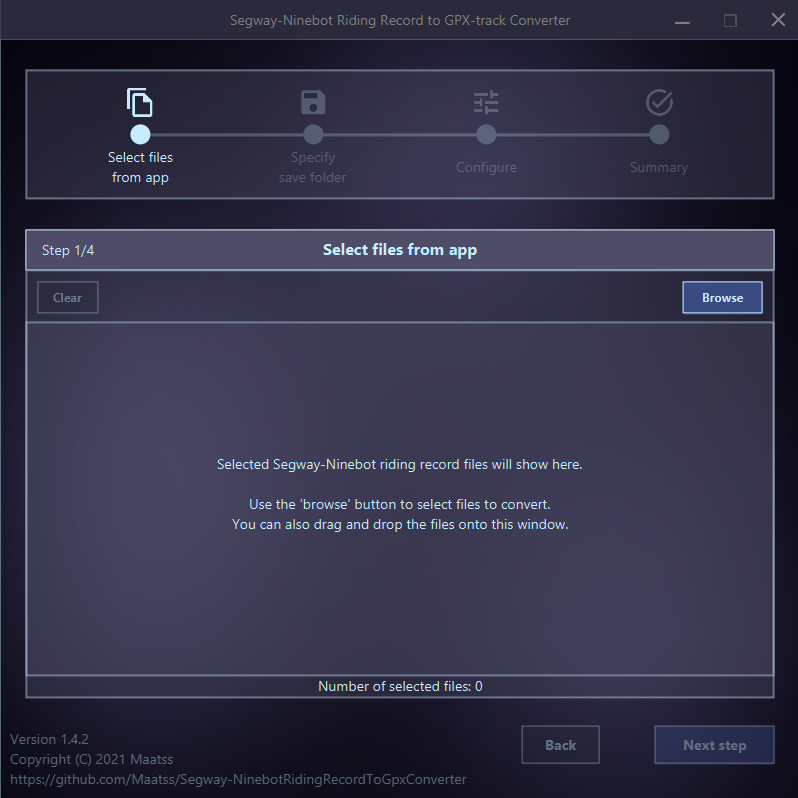 Segway-Ninebot Riding Record to GPX-track Converter
Select files
from app
Specify
save folder
Configure
Summary
Step 1/4
Select files from app
Clear
Browse
Selected Segway-Ninebot riding record files will show here.
Use the 'browse' button to select files to convert.
You can also drag and drop the files onto this window.
Number of selected files: 0
Version 1.4.2
Copyright (C) 2021 Maatss
https://github.com/Maatss/Segway-NinebotRidingRecordToGpxConverter
Back
Next step